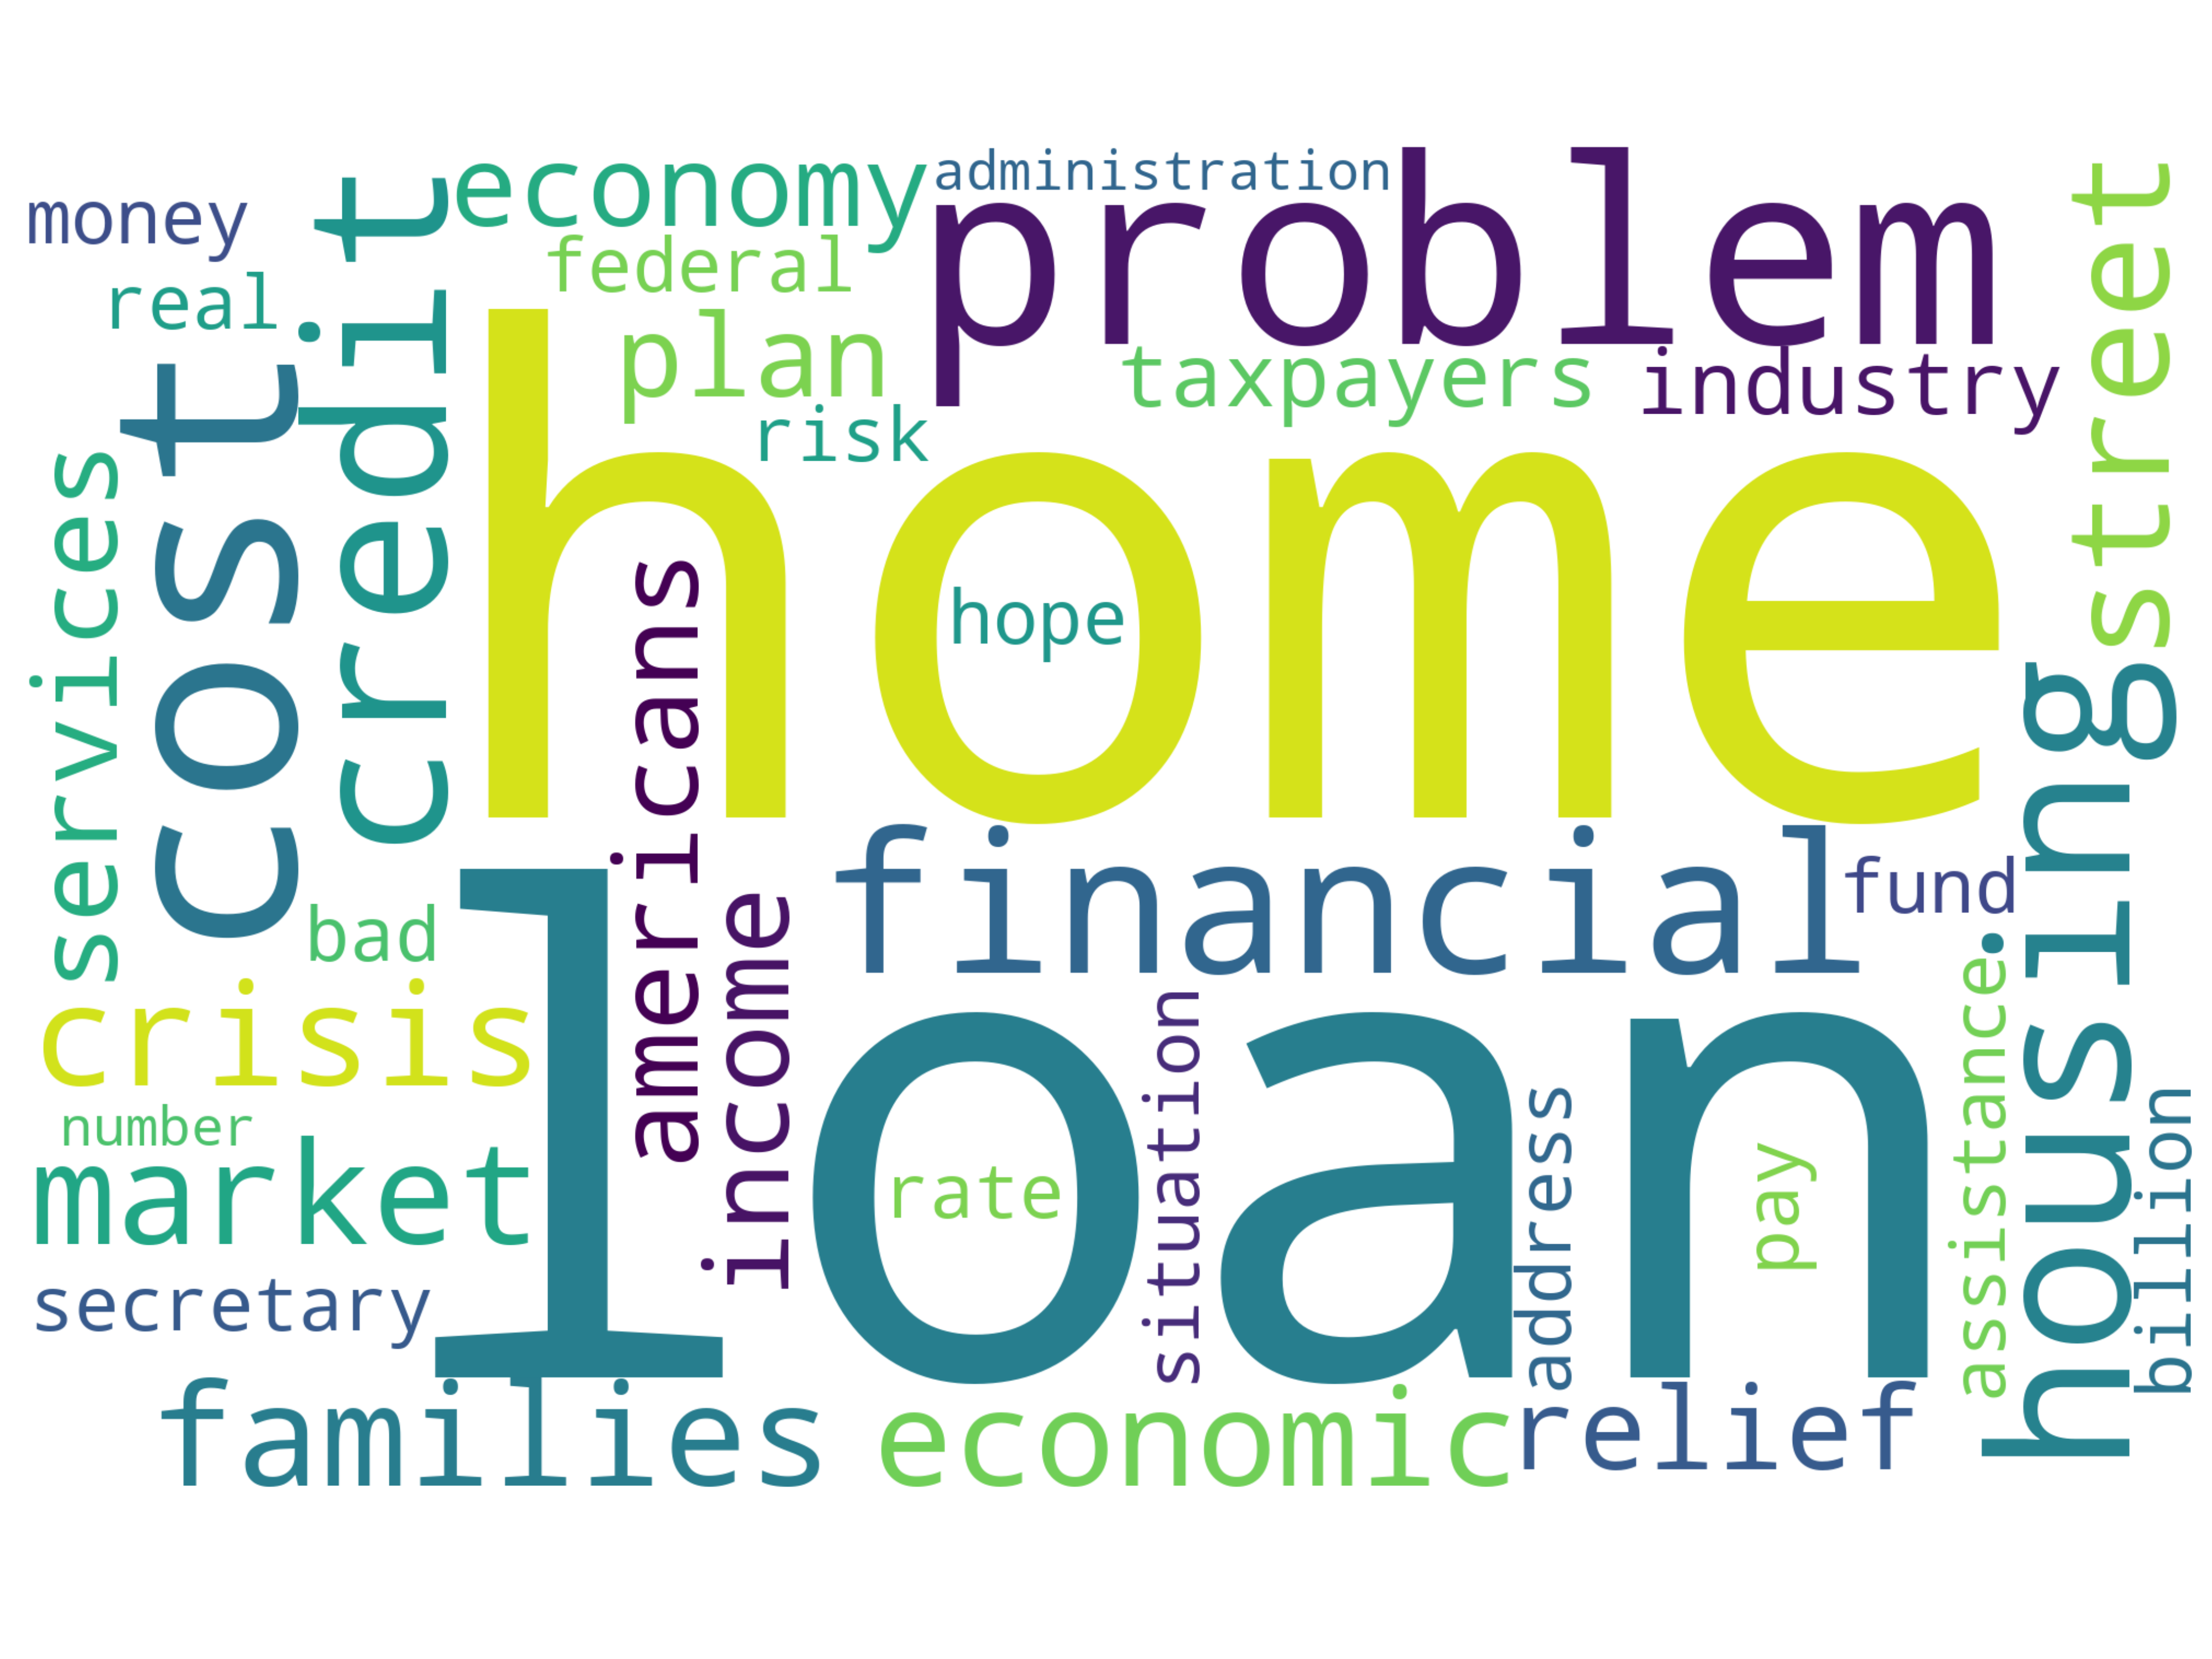 administration
economy
problem
money
federal
real
credit
street
plan
taxpayers
industry
cost
risk
home
services
americans
hope
housing
financial
fund
bad
income
crisis
loan
assistance
situation
number
address
billion
market
rate
pay
secretary
families
economic
relief